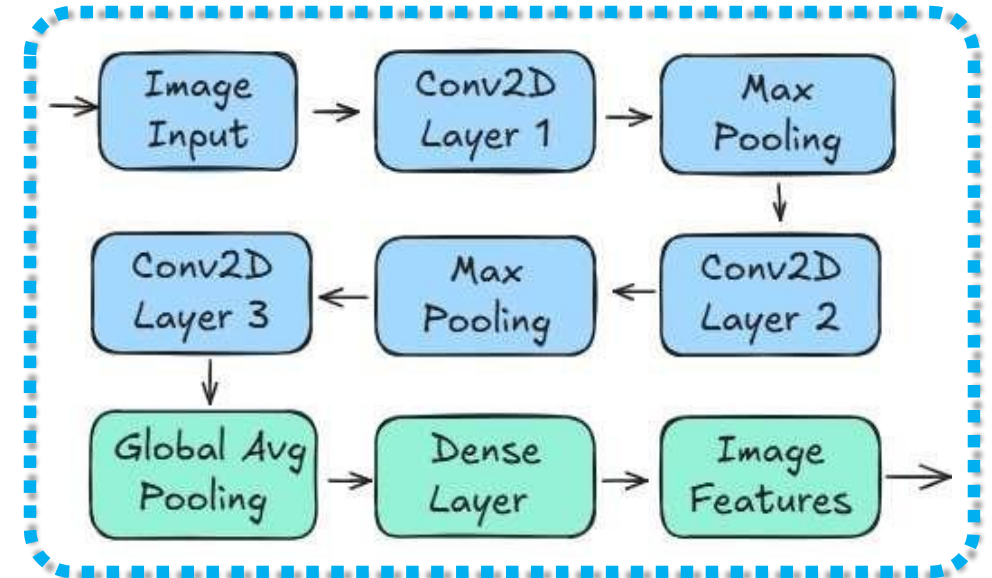 Image
Input
Conv2D
Layer 1
Max
Pooling
Conv2D
Layer 2
Max
Pooling
Conv2D
Layer 3
Global Avg
Pooling
Dense
Layer
Image
Features